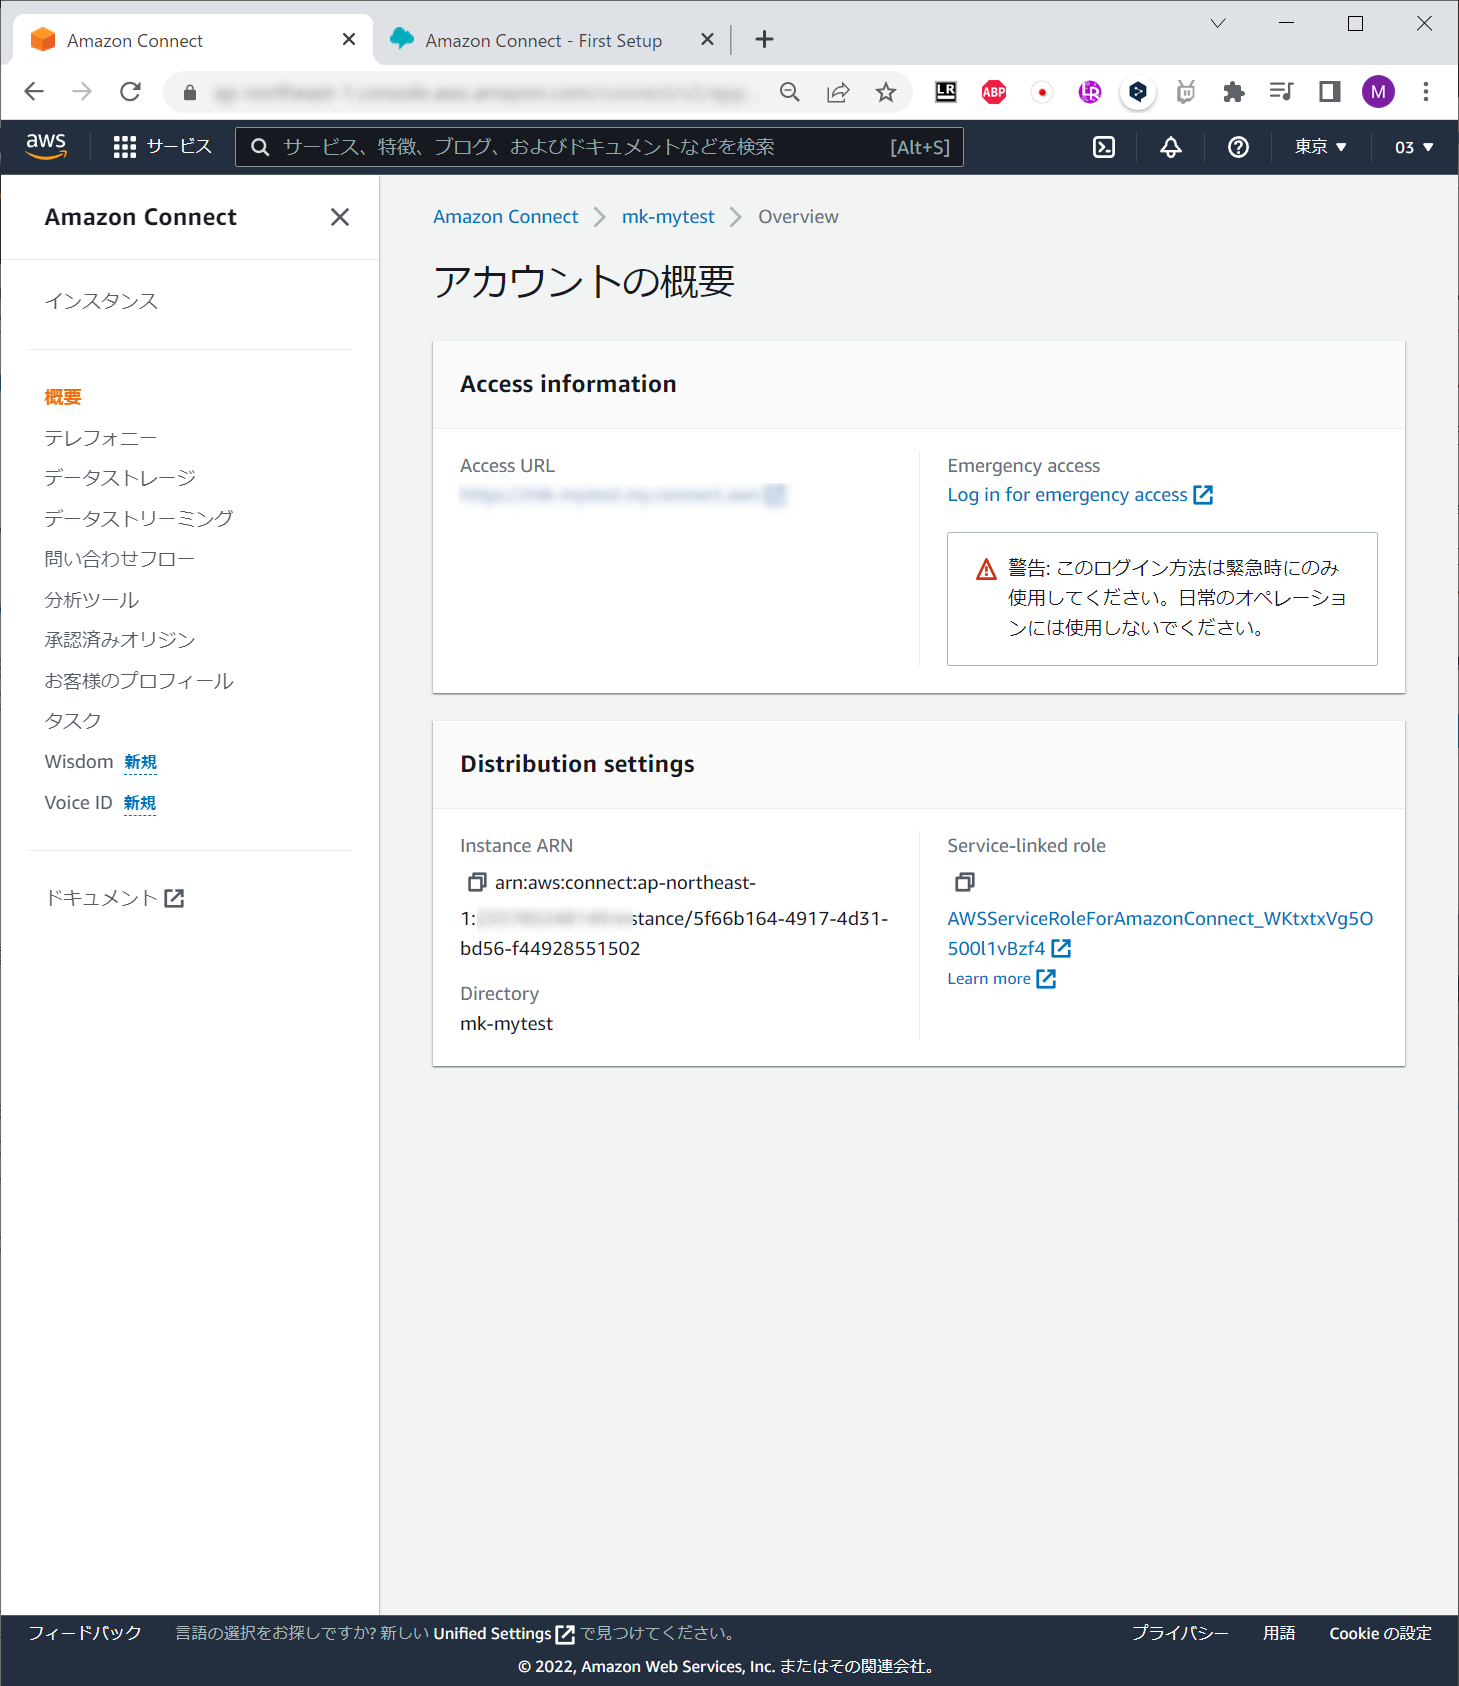 Amazon Connect
Amazon Connect - First Setup
LR
ABP
LR
M
aws
サービス
サービス、特徴、ブログ、およびドキュメントなどを検索
[Alt+S]
東京 ▼
03 ▼
Amazon Connect
インスタンス
概要
テレフォニー
データストレージ
データストリーミング
問い合わせフロー
分析ツール
承認済みオリジン
お客様のプロフィール
タスク
Wisdom 新規
Voice ID 新規
ドキュメント
Amazon Connect > mk-mytest > Overview
アカウントの概要
Access information
Access URL
Emergency access
Log in for emergency access
警告: このログイン方法は緊急時にのみ
使用してください。日常のオペレーショ
ンには使用しないでください。
Distribution settings
Instance ARN
arn:aws:connect:ap-northeast-
1: stance/5f66b164-4917-4d31-
bd56-f44928551502
Directory
mk-mytest
Service-linked role
AWSServiceRoleForAmazonConnect_WKtxtxVg5O
500l1vBzf4
Learn more
フィードバック
言語の選択をお探しですか? 新しい Unified Settings で見つけてください。
プライバシー
用語
Cookie の設定
© 2022, Amazon Web Services, Inc. またはその関連会社。